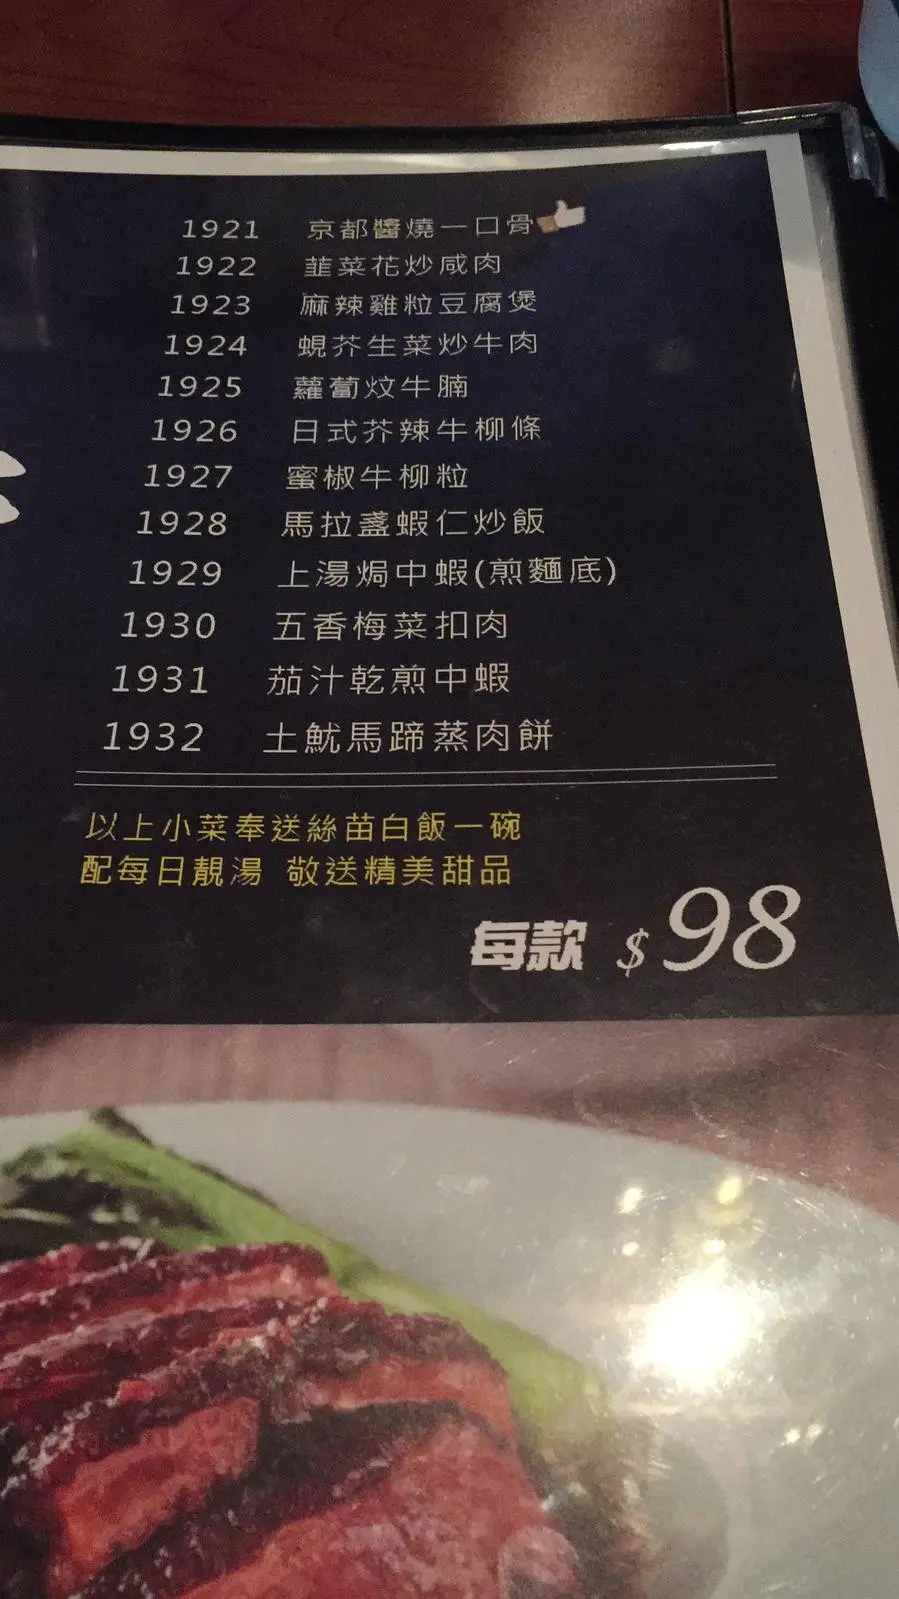 1921 京都醬燒一口骨
1922 韮菜花炒咸肉
1923 麻辣雞粒豆腐煲
1924 蜆芥生菜炒牛肉
1925 蘿蔔炆牛腩
1926 日式芥辣牛柳條
1927 蜜椒牛柳粒
1928 馬拉盞蝦仁炒飯
1929 上湯焗中蝦(煎麵底)
1930 五香梅菜扣肉
1931 茄汁乾煎中蝦
1932 土魷馬蹄蒸肉餅
以上小菜奉送絲苗白飯一碗
配每日靚湯 敬送精美甜品
每款 $98